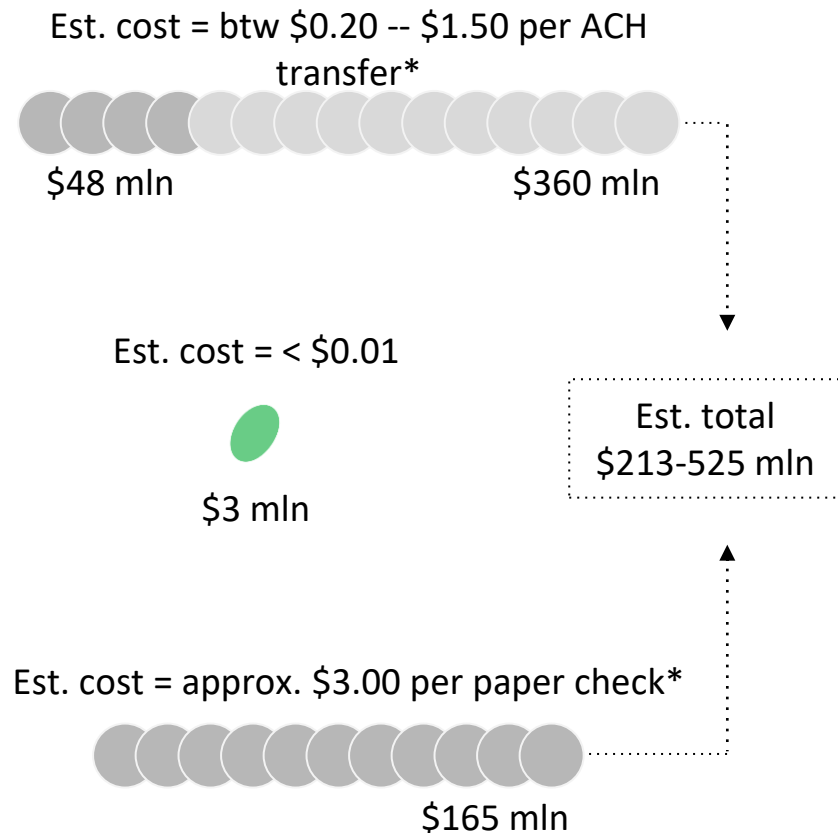 Est. cost = btw $0.20 -- $1.50 per ACH
transfer*
$48 mln
$360 mln
Est. cost = < $0.01
$3 mln
Est. total
$213-525 mln
Est. cost = approx. $3.00 per paper check*
$165 mln